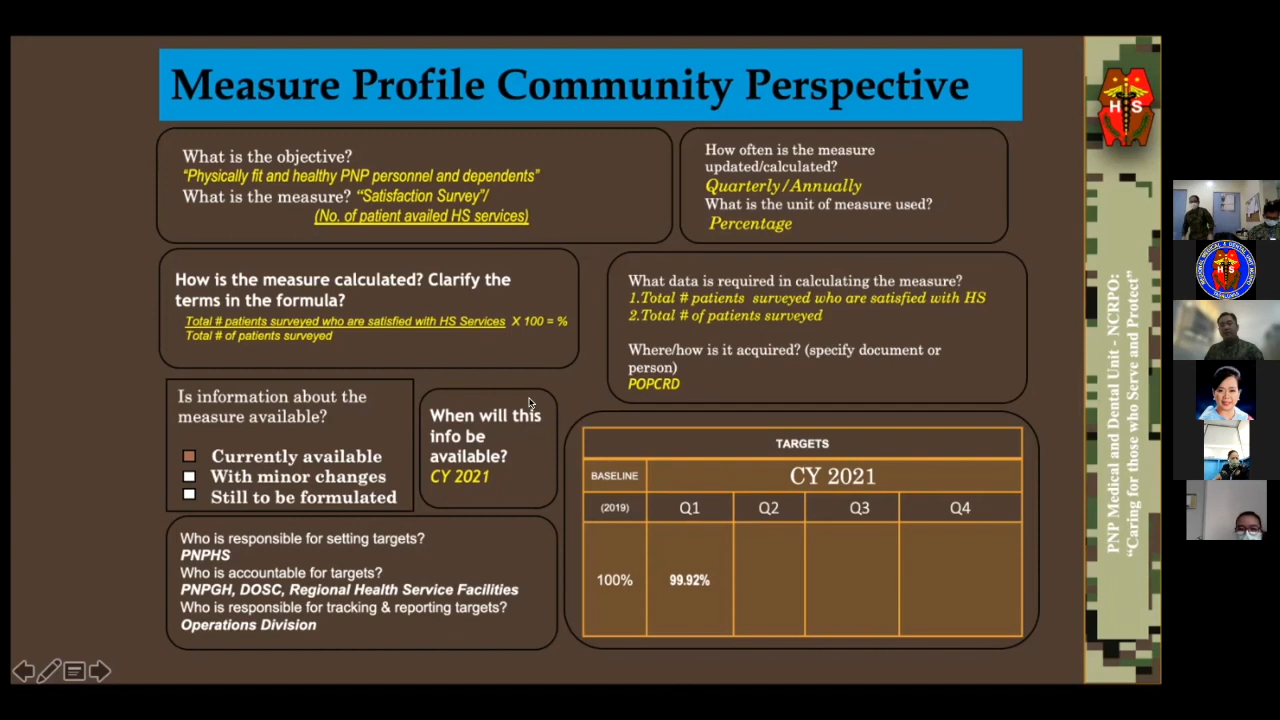 Measure Profile Community Perspective
What is the objective?
“Physically fit and healthy PNP personnel and dependents”
What is the measure? “Satisfaction Survey”/
(No. of patient availed HS services)
How often is the measure
updated/calculated?
Quarterly/Annually
What is the unit of measure used?
Percentage
How is the measure calculated? Clarify the
terms in the formula?
Total # patients surveyed who are satisfied with HS Services X 100 = %
Total # of patients surveyed
What data is required in calculating the measure?
1.Total # patients surveyed who are satisfied with HS
2.Total # of patients surveyed
Where/how is it acquired? (specify document or
person)
POPCRD
Is information about the
measure available?
Currently available
With minor changes
Still to be formulated
When will this
info be
available?
CY 2021
Who is responsible for setting targets?
PNPHS
Who is accountable for targets?
PNPGH, DOSC, Regional Health Service Facilities
Who is responsible for tracking & reporting targets?
Operations Division
TARGETS
BASELINE CY 2021
(2019) Q1 Q2 Q3 Q4
100% 99.92%
H S
PNP Medical and Dental Unit - NCRPO:
“Caring for those who Serve and Protect”
H S